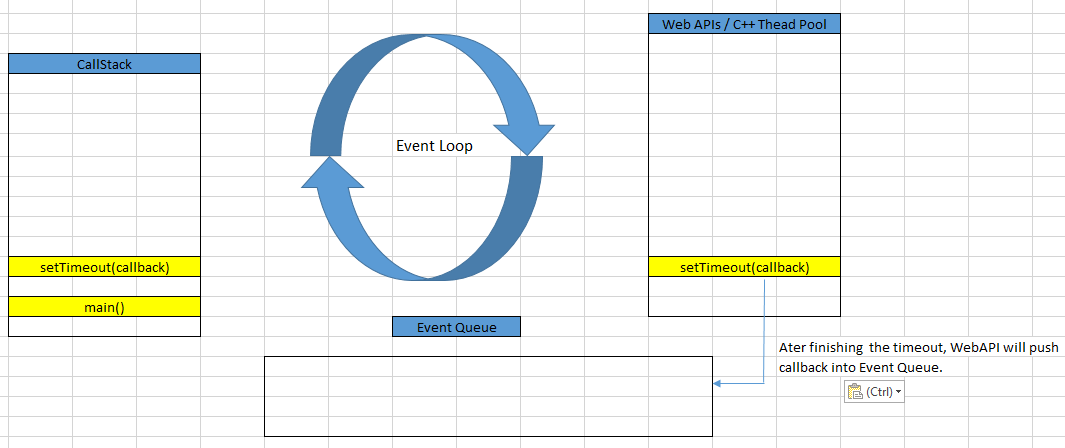 Web APIs / C++ Thead Pool
CallStack
Event Loop
setTimeout(callback)
setTimeout(callback)
main()
Event Queue
Ater finishing the timeout, WebAPI will push
callback into Event Queue.
(Ctrl)